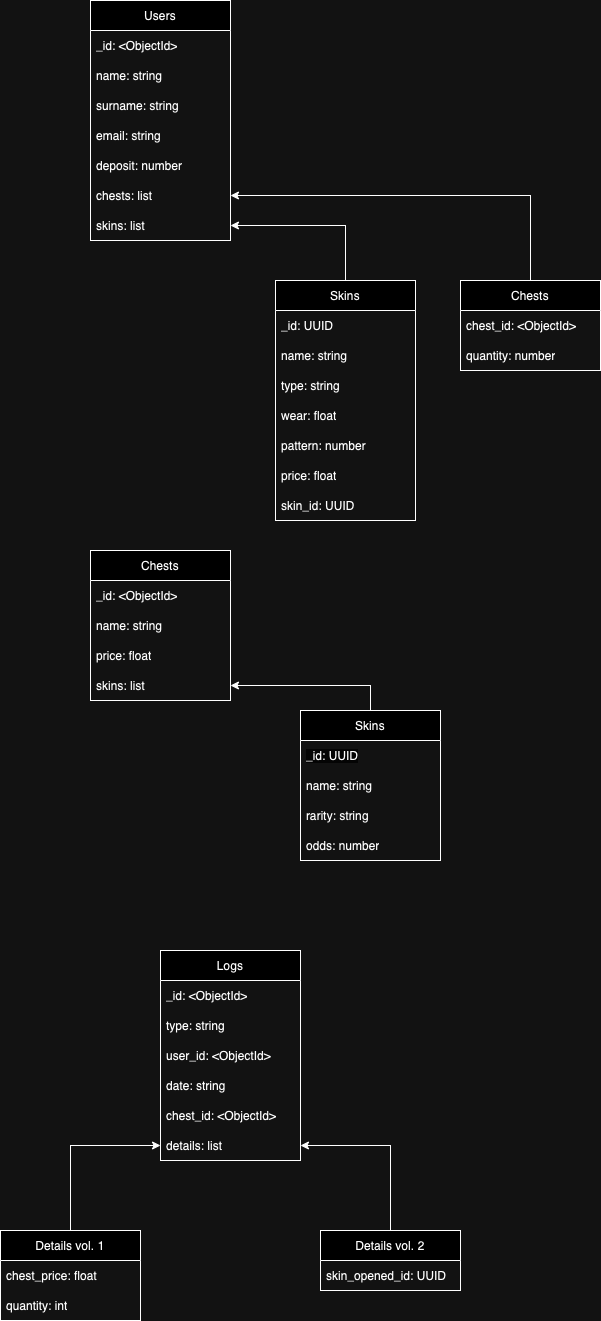 Users
_id: <ObjectId>
name: string
surname: string
email: string
deposit: number
chests: list
skins: list
Skins
_id: UUID
name: string
type: string
wear: float
pattern: number
price: float
skin_id: UUID
Chests
chest_id: <ObjectId>
quantity: number
Chests
_id: <ObjectId>
name: string
price: float
skins: list
Skins
_id: UUID
name: string
rarity: string
odds: number
Logs
_id: <ObjectId>
type: string
user_id: <ObjectId>
date: string
chest_id: <ObjectId>
details: list
Details vol. 1
chest_price: float
quantity: int
Details vol. 2
skin_opened_id: UUID